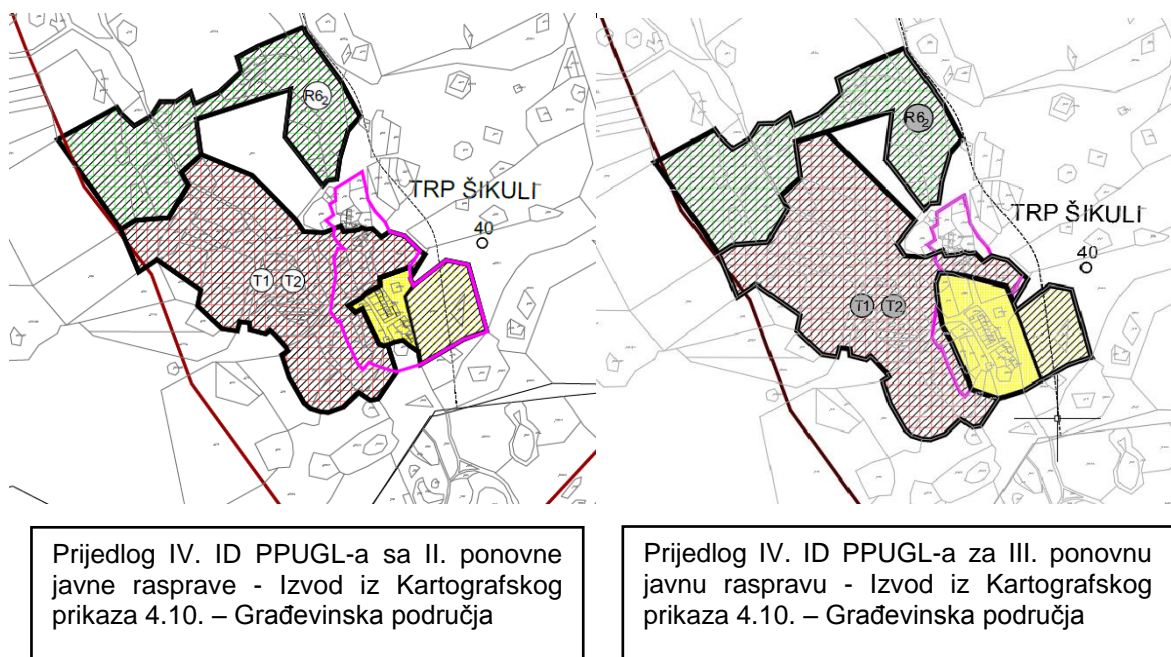 R6₂
TRP ŠIKULI
40
T1 T2
R6₂
TRP ŠIKULI
40
T1 T2
Prijedlog IV. ID PPUGL-a sa II. ponovne
javne rasprave - Izvod iz Kartografskog
prikaza 4.10. – Građevinska područja
Prijedlog IV. ID PPUGL-a za III. ponovnu
javnu raspravu - Izvod iz Kartografskog
prikaza 4.10. – Građevinska područja